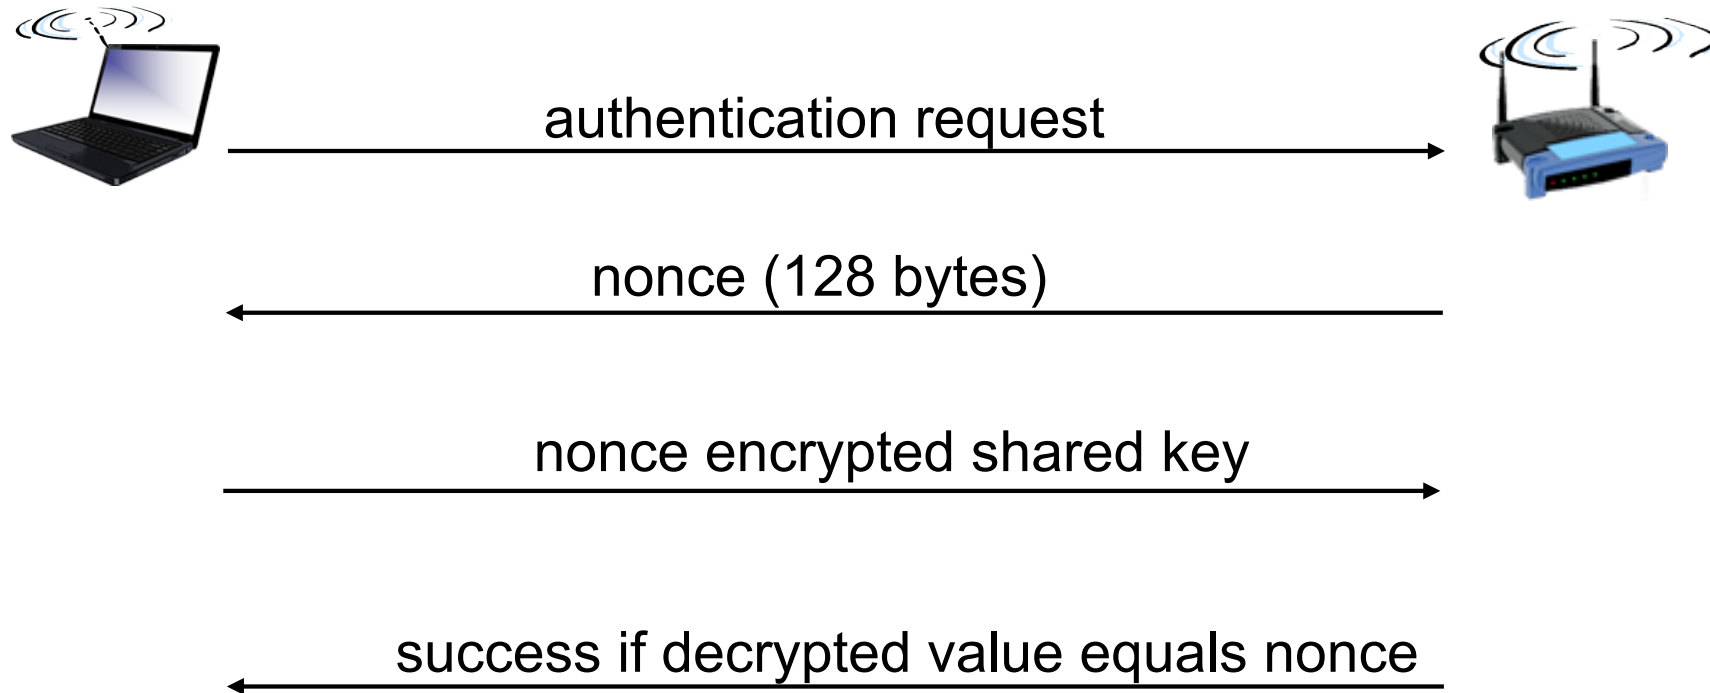 authentication request
nonce (128 bytes)
nonce encrypted shared key
success if decrypted value equals nonce